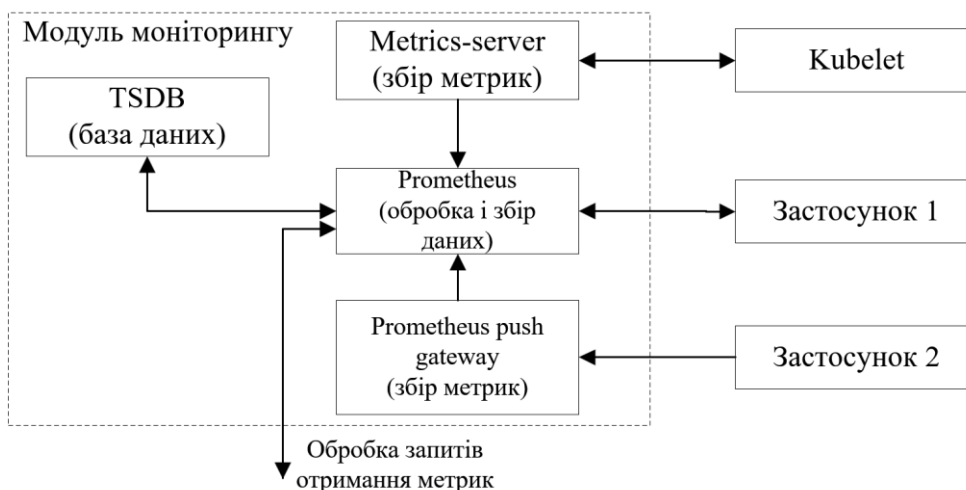 Модуль моніторингу
Metrics-server
(збір метрик)
Kubelet
TSDB
(база даних)
Prometheus
(обробка і збір
даних)
Застосунок 1
Prometheus push
gateway
(збір метрик)
Застосунок 2
Обробка запитів
отримання метрик